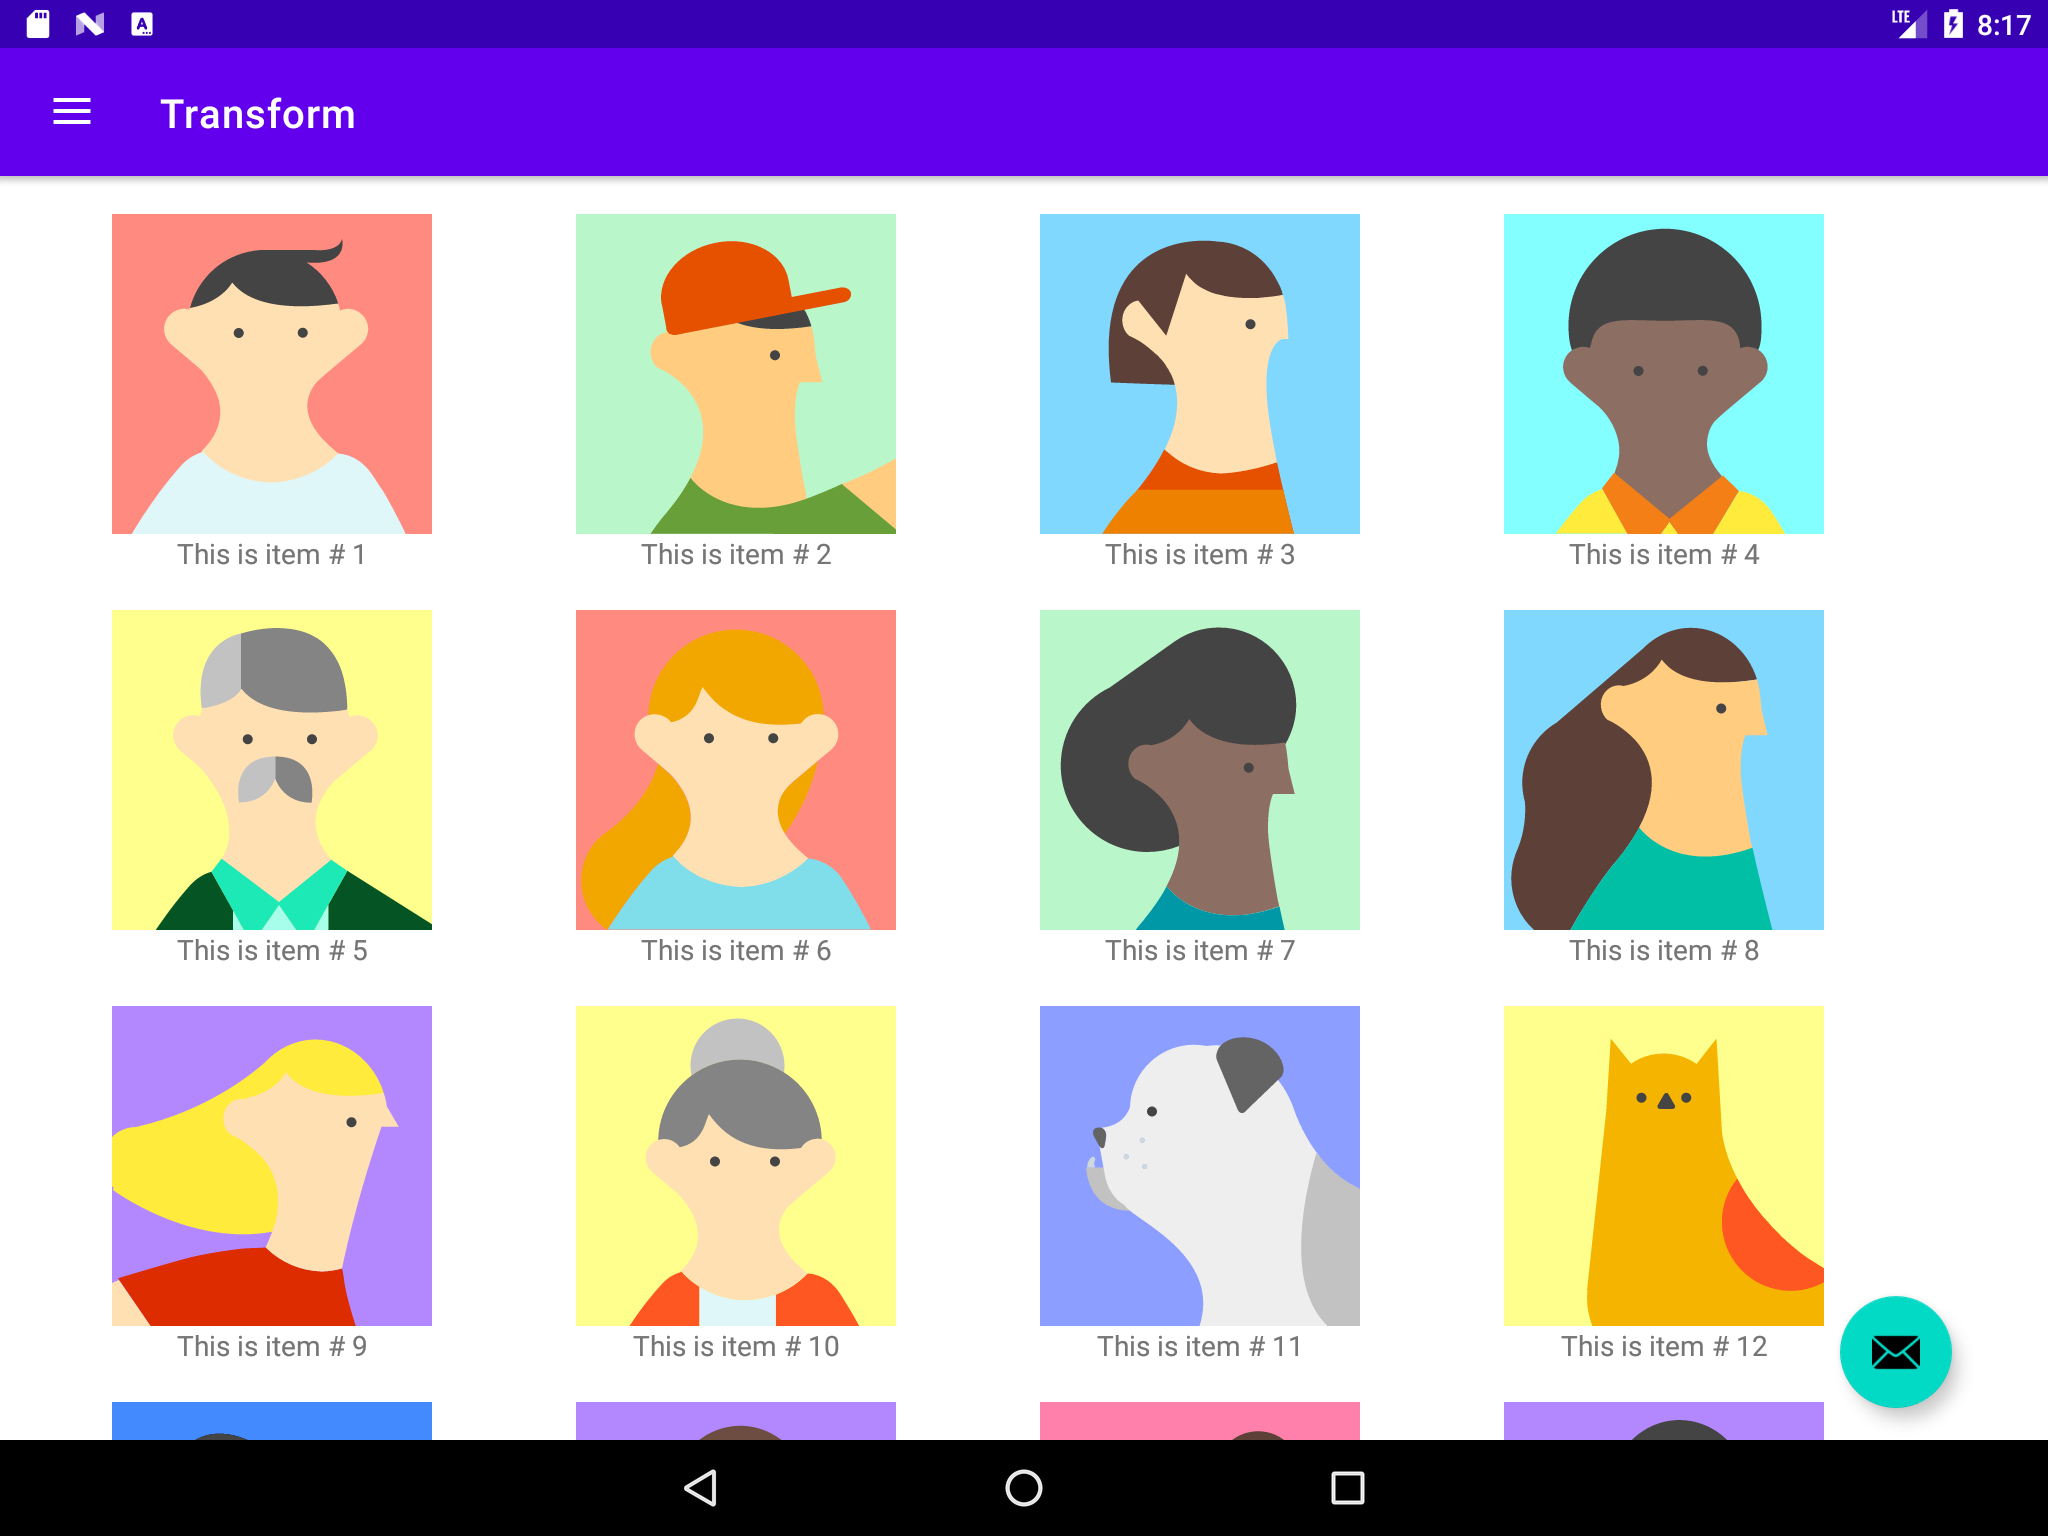 LTE 8:17
Transform
This is item # 1
This is item # 2
This is item # 3
This is item # 4
This is item # 5
This is item # 6
This is item # 7
This is item # 8
This is item # 9
This is item # 10
This is item # 11
This is item # 12